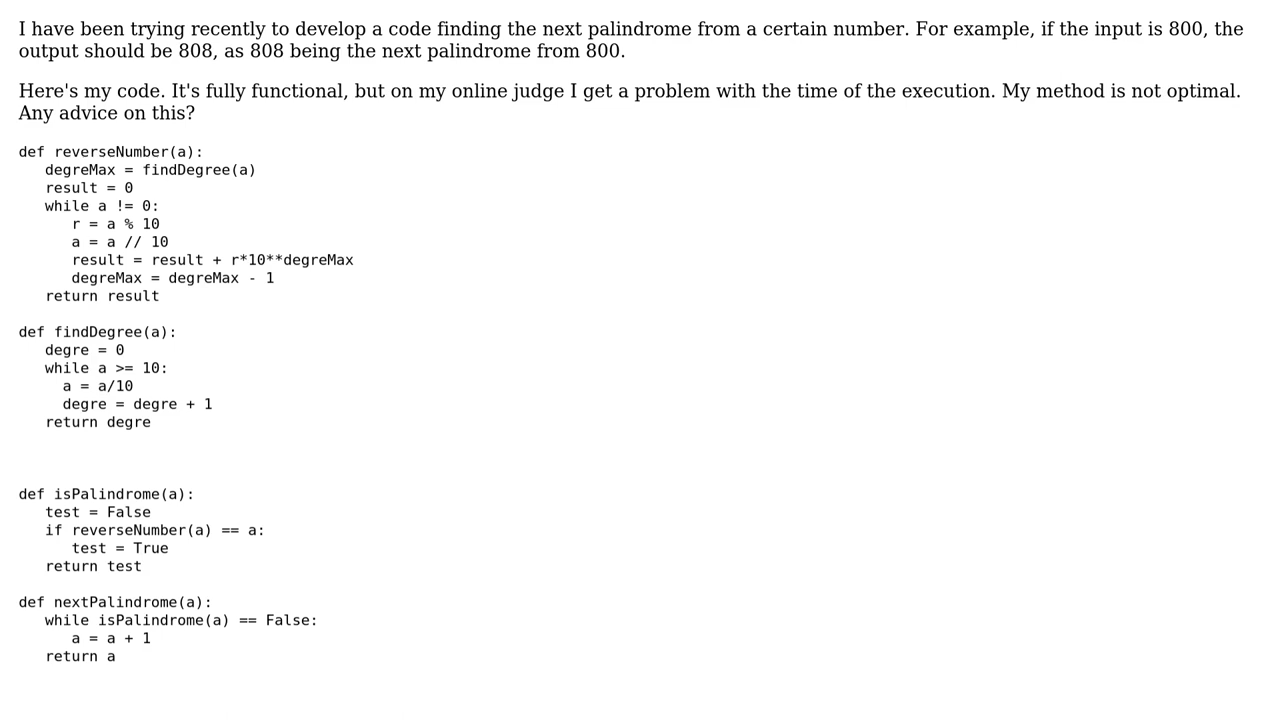 I have been trying recently to develop a code finding the next palindrome from a certain number. For example, if the input is 800, the
output should be 808, as 808 being the next palindrome from 800.
Here's my code. It's fully functional, but on my online judge I get a problem with the time of the execution. My method is not optimal.
Any advice on this?
def reverseNumber(a):
   degreMax = findDegree(a)
   result = 0
   while a != 0:
      r = a % 10
      a = a // 10
      result = result + r*10**degreMax
      degreMax = degreMax - 1
   return result
def findDegree(a):
   degre = 0
   while a >= 10:
     a = a/10
     degre = degre + 1
   return degre
def isPalindrome(a):
   test = False
   if reverseNumber(a) == a:
      test = True
   return test
def nextPalindrome(a):
   while isPalindrome(a) == False:
      a = a + 1
   return a